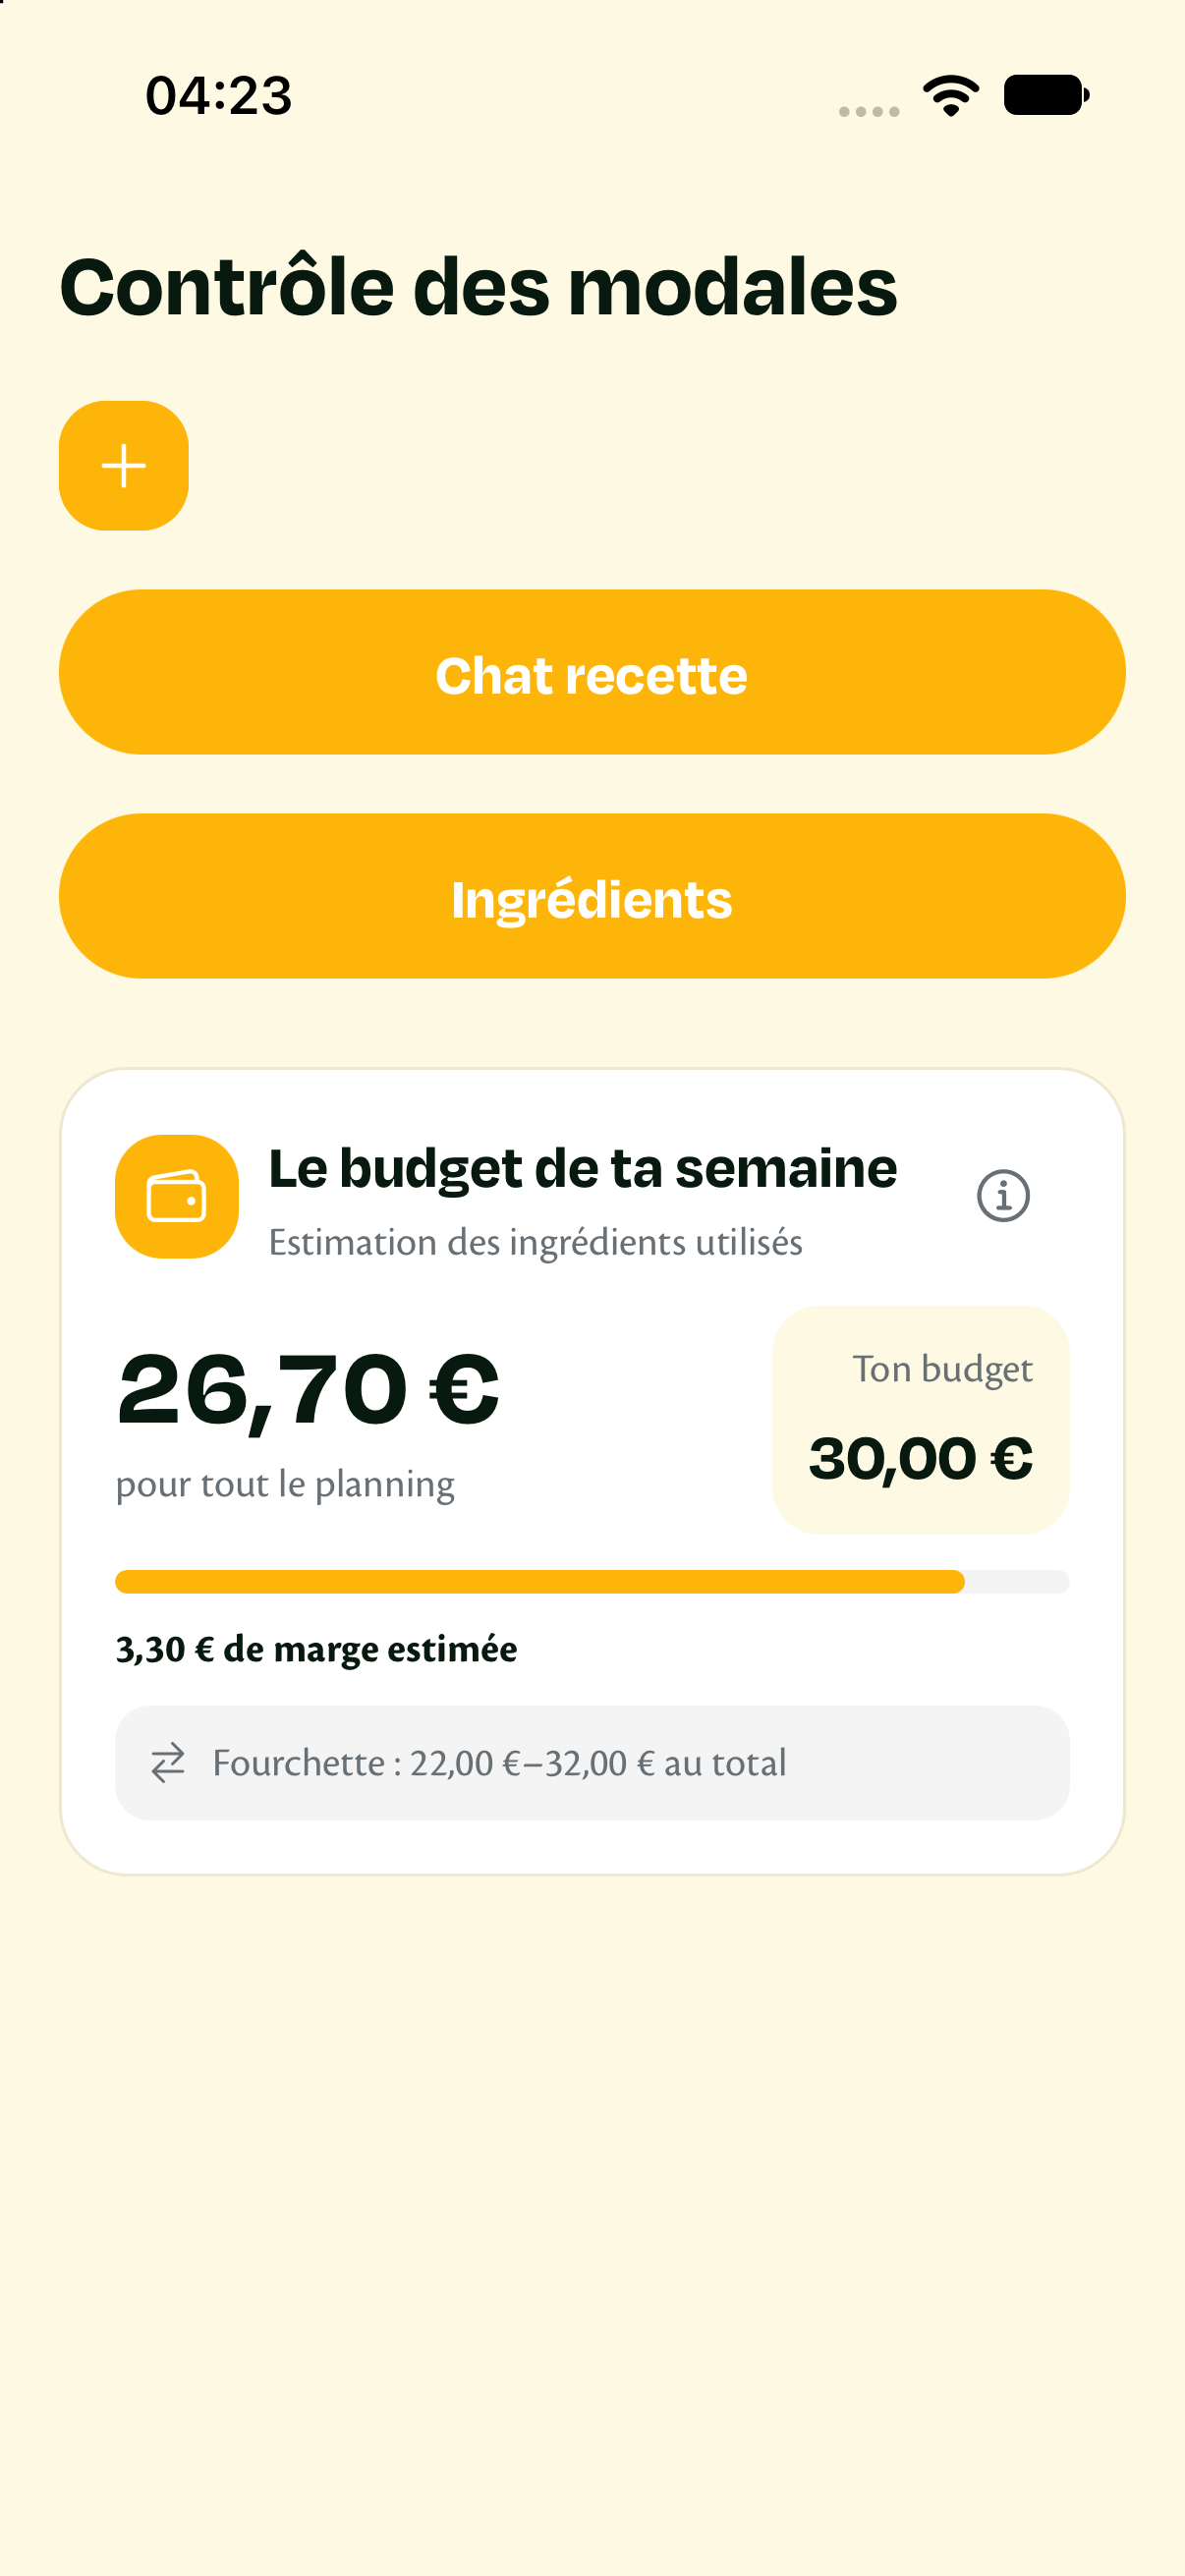 04:23
Contrôle des modales
Chat recette
Ingrédients
Le budget de ta semaine
Estimation des ingrédients utilisés
26,70 €
pour tout le planning
Ton budget
30,00 €
3,30 € de marge estimée
Fourchette : 22,00 €–32,00 € au total